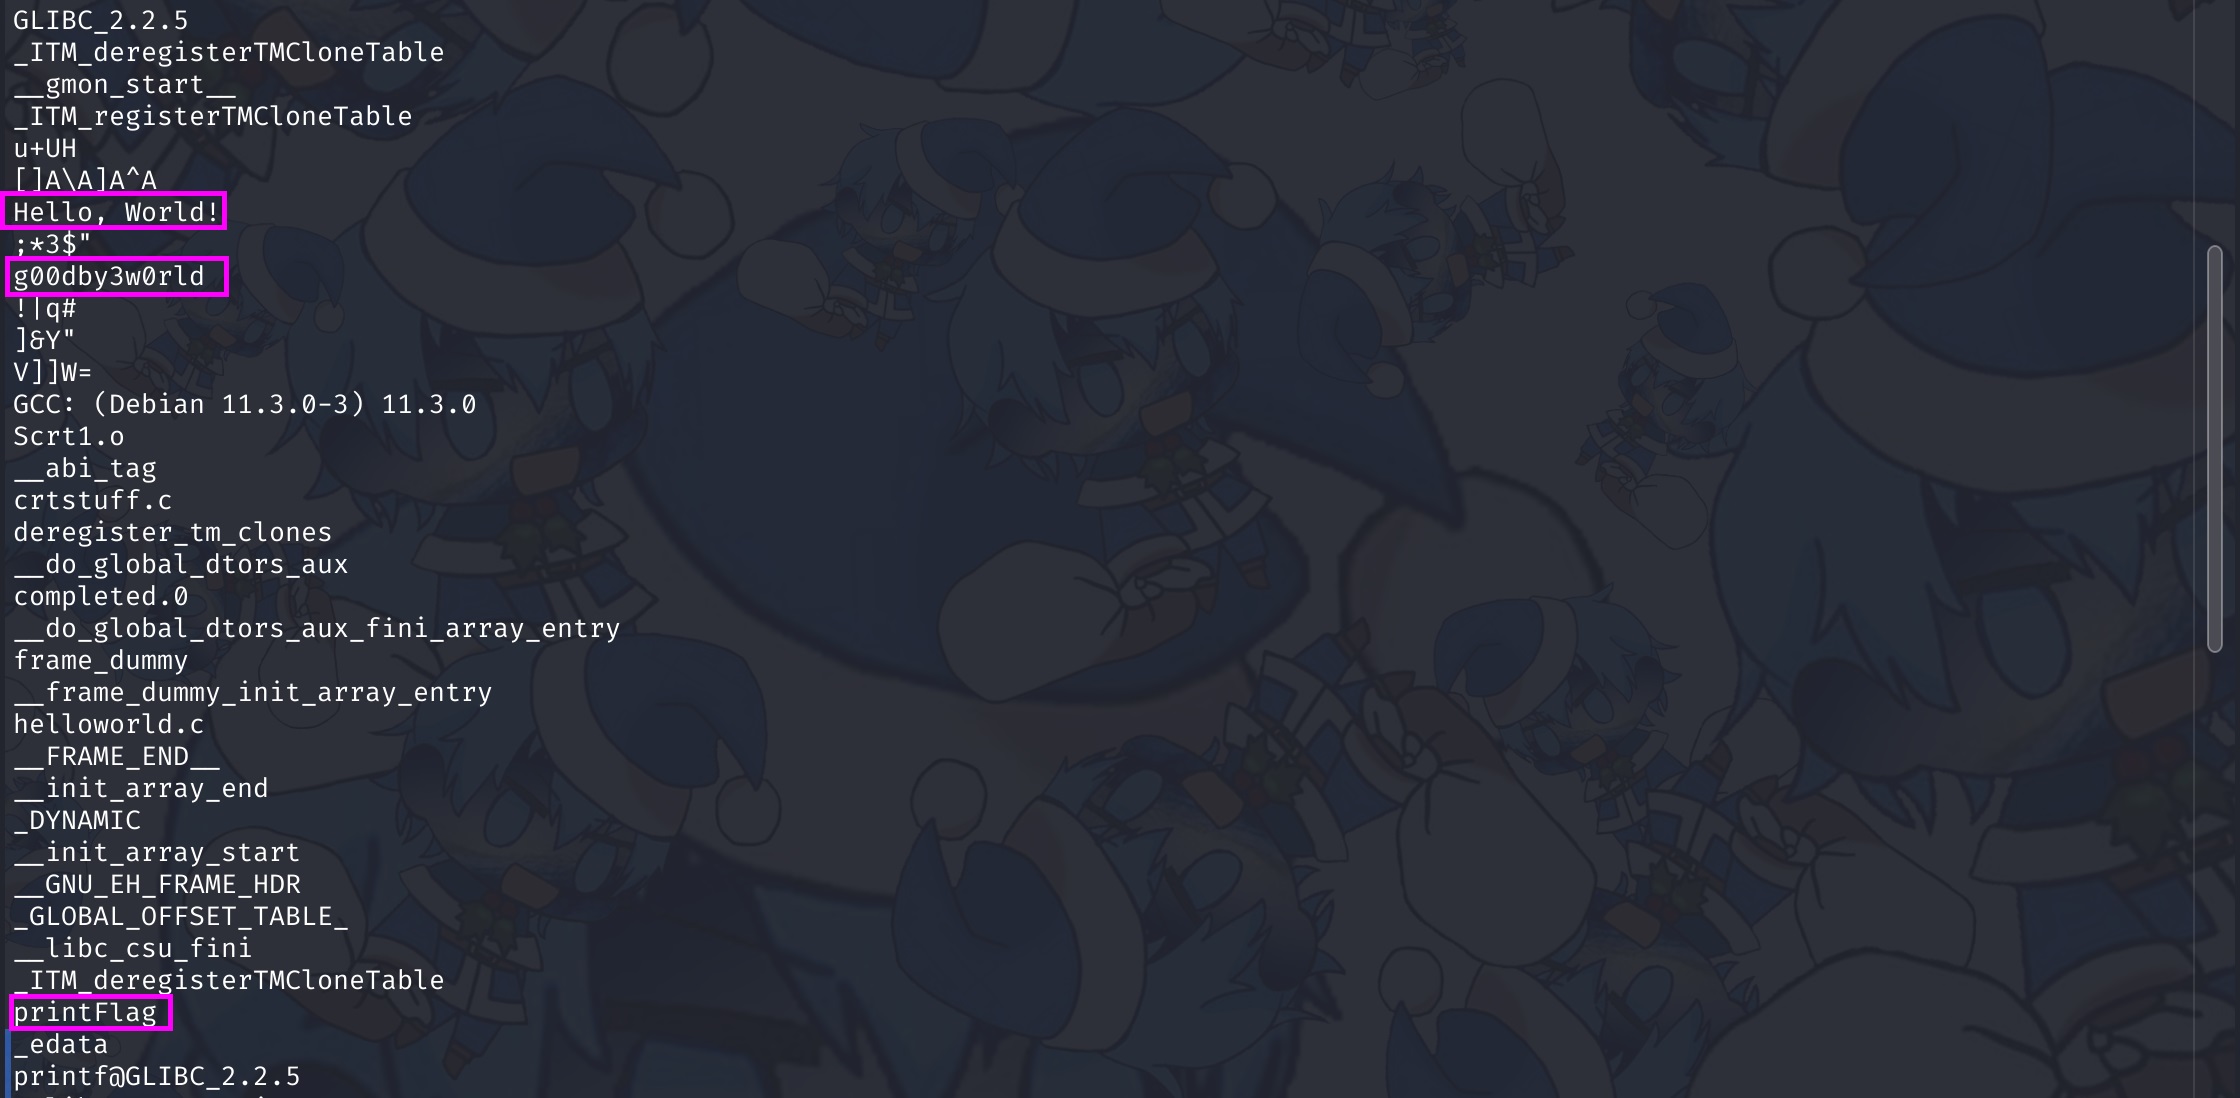 GLIBC_2.2.5
_ITM_deregisterTMCloneTable
__gmon_start__
_ITM_registerTMCloneTable
u+UH
[]A\A]A^A
Hello, World!
;*3$"
g00dby3w0rld
!|q#
]&Y"
V]]W=
GCC: (Debian 11.3.0-3) 11.3.0
Scrt1.o
__abi_tag
crtstuff.c
deregister_tm_clones
__do_global_dtors_aux
completed.0
__do_global_dtors_aux_fini_array_entry
frame_dummy
__frame_dummy_init_array_entry
helloworld.c
__FRAME_END__
__init_array_end
_DYNAMIC
__init_array_start
__GNU_EH_FRAME_HDR
_GLOBAL_OFFSET_TABLE_
__libc_csu_fini
_ITM_deregisterTMCloneTable
printFlag
_edata
printf@GLIBC_2.2.5